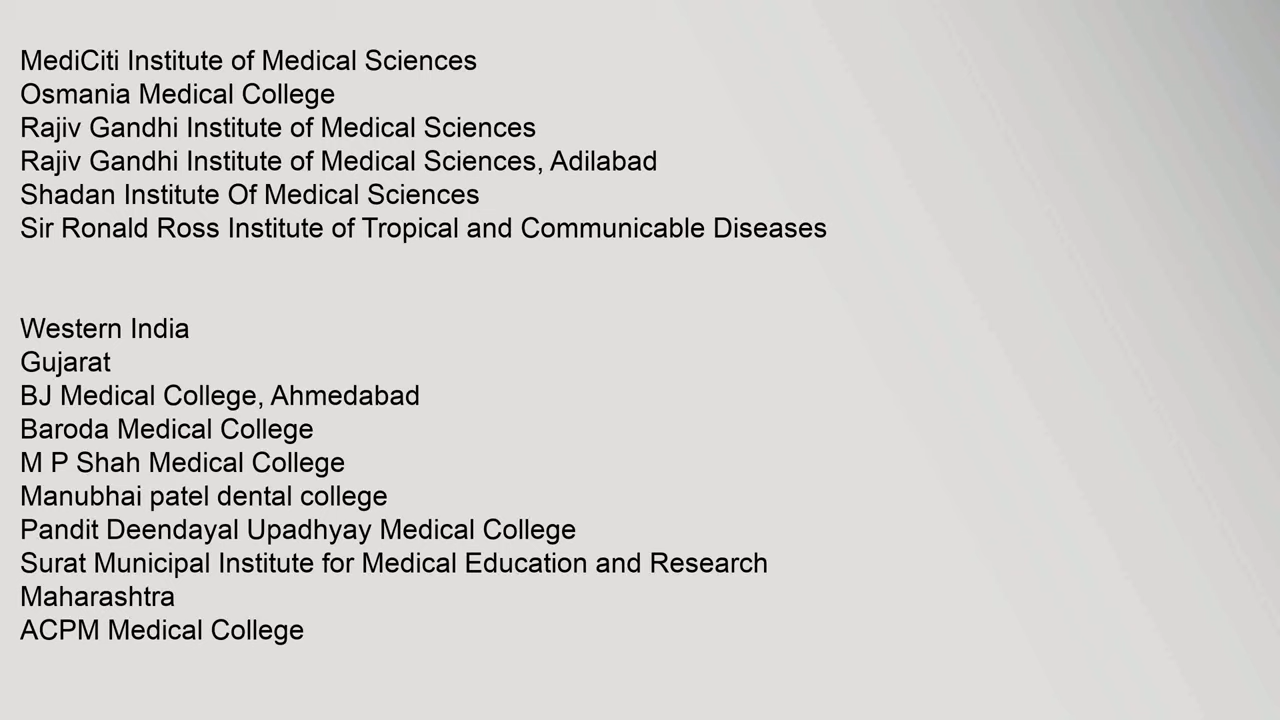 MediCiti Institute of Medical Sciences
Osmania Medical College
Rajiv Gandhi Institute of Medical Sciences
Rajiv Gandhi Institute of Medical Sciences, Adilabad
Shadan Institute Of Medical Sciences
Sir Ronald Ross Institute of Tropical and Communicable Diseases
Western India
Gujarat
BJ Medical College, Ahmedabad
Baroda Medical College
M P Shah Medical College
Manubhai patel dental college
Pandit Deendayal Upadhyay Medical College
Surat Municipal Institute for Medical Education and Research
Maharashtra
ACPM Medical College